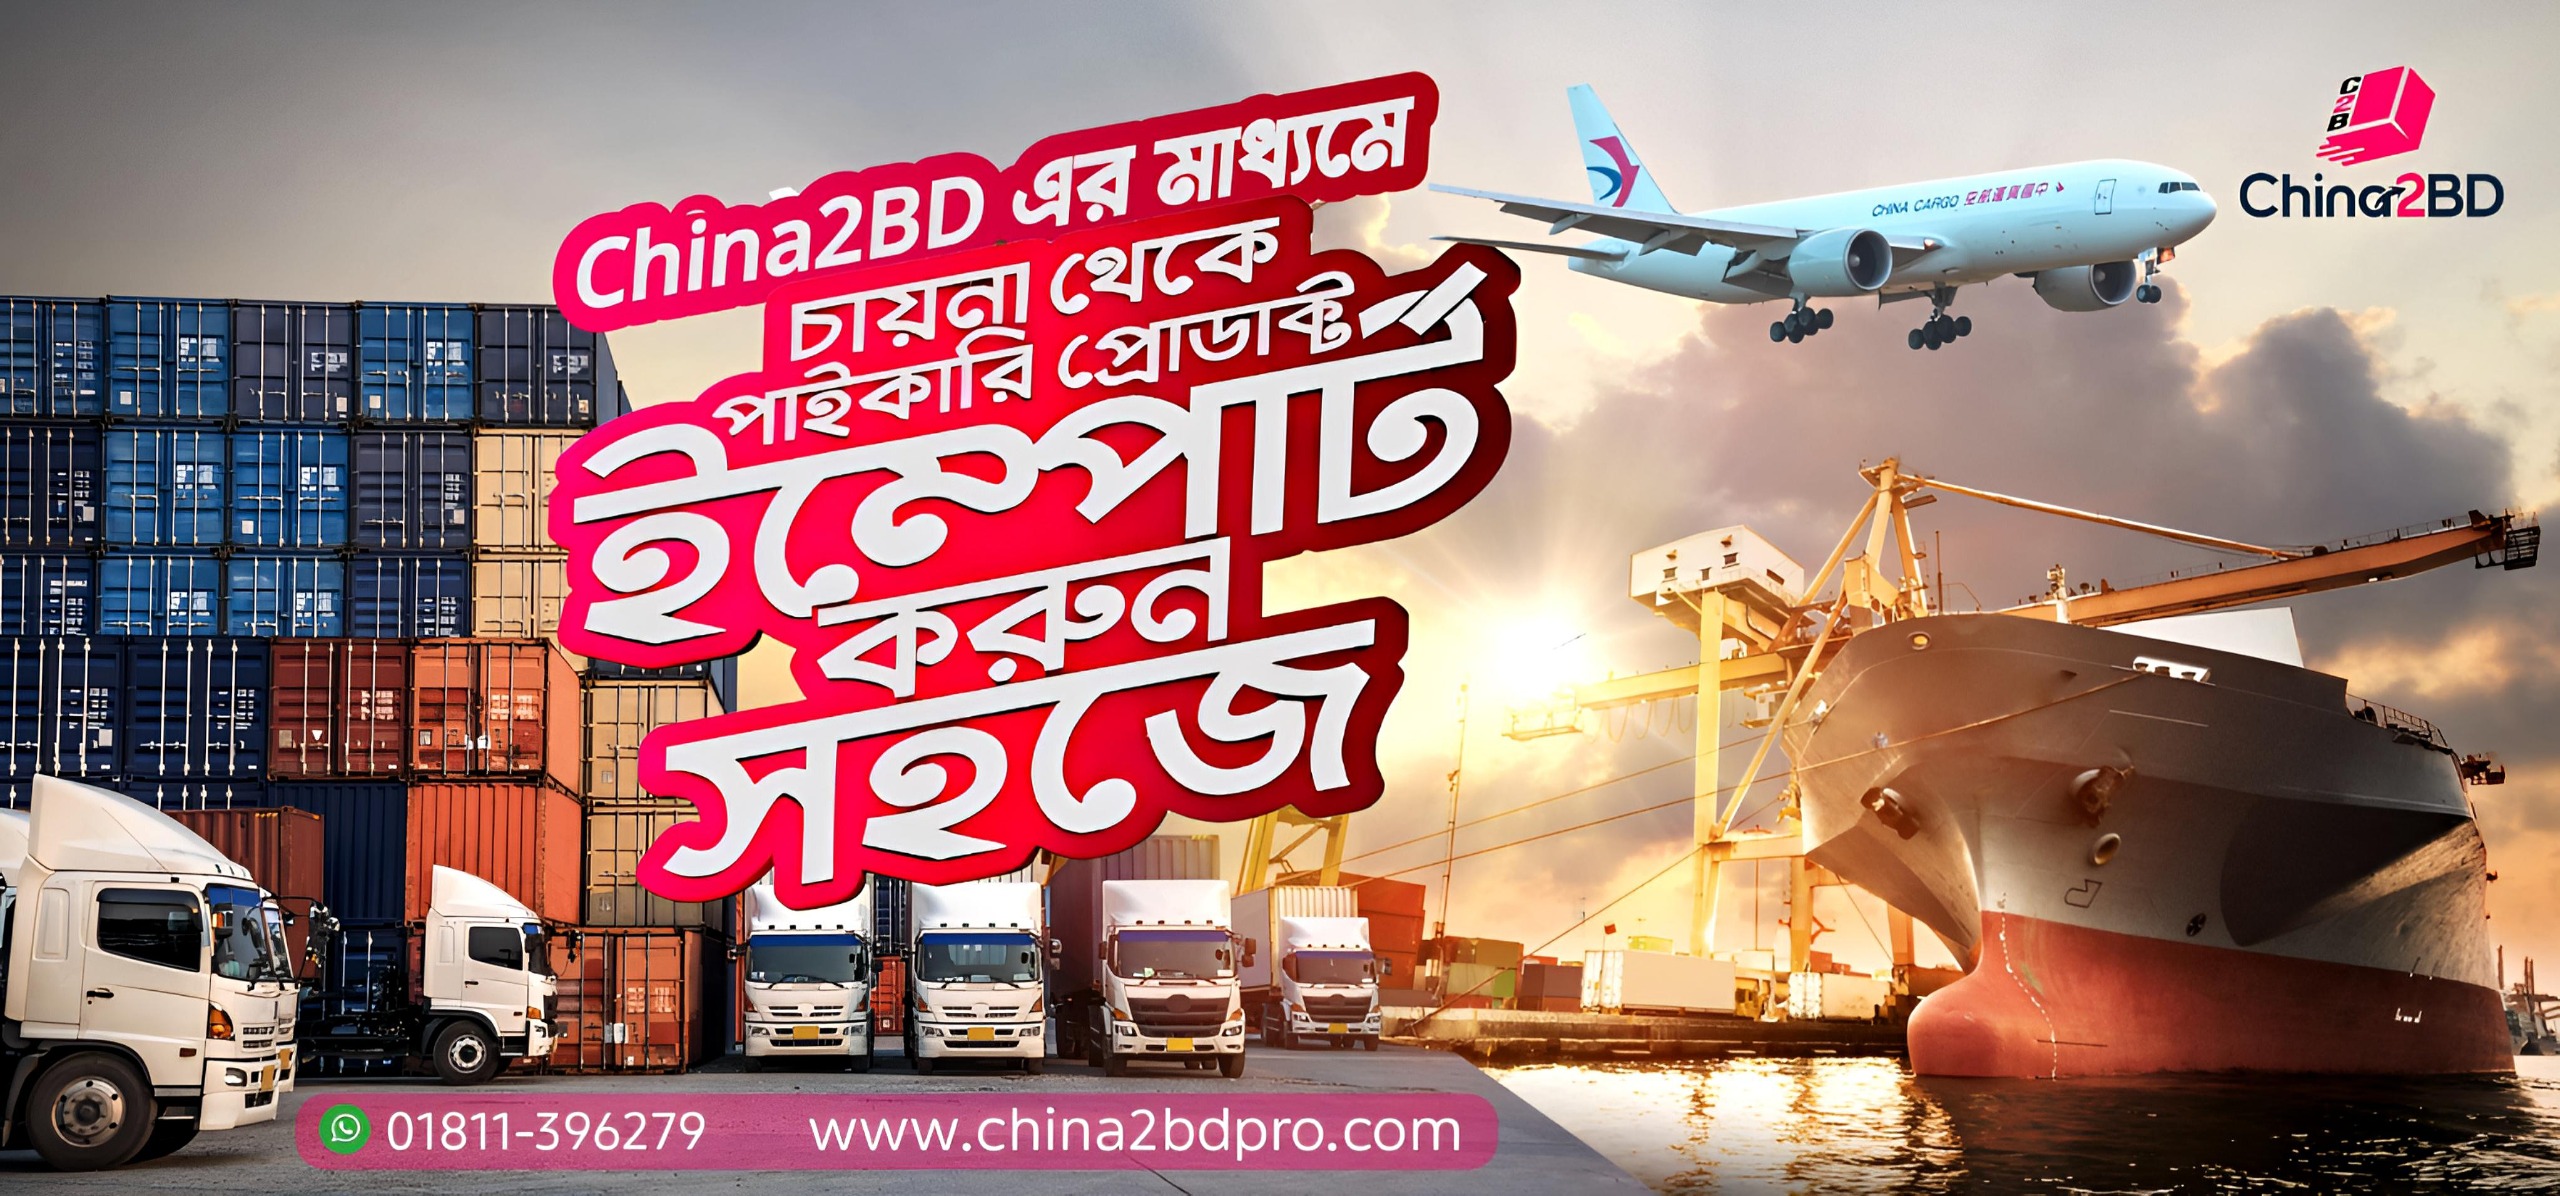 China2BD এর মাধ্যমে
চায়না থেকে
পাইকারি প্রোডাক্ট
ইম্পোর্ট
করুন
সহজে
CHINA CARGO
C2B
China2BD
01811-396279 www.china2bdpro.com